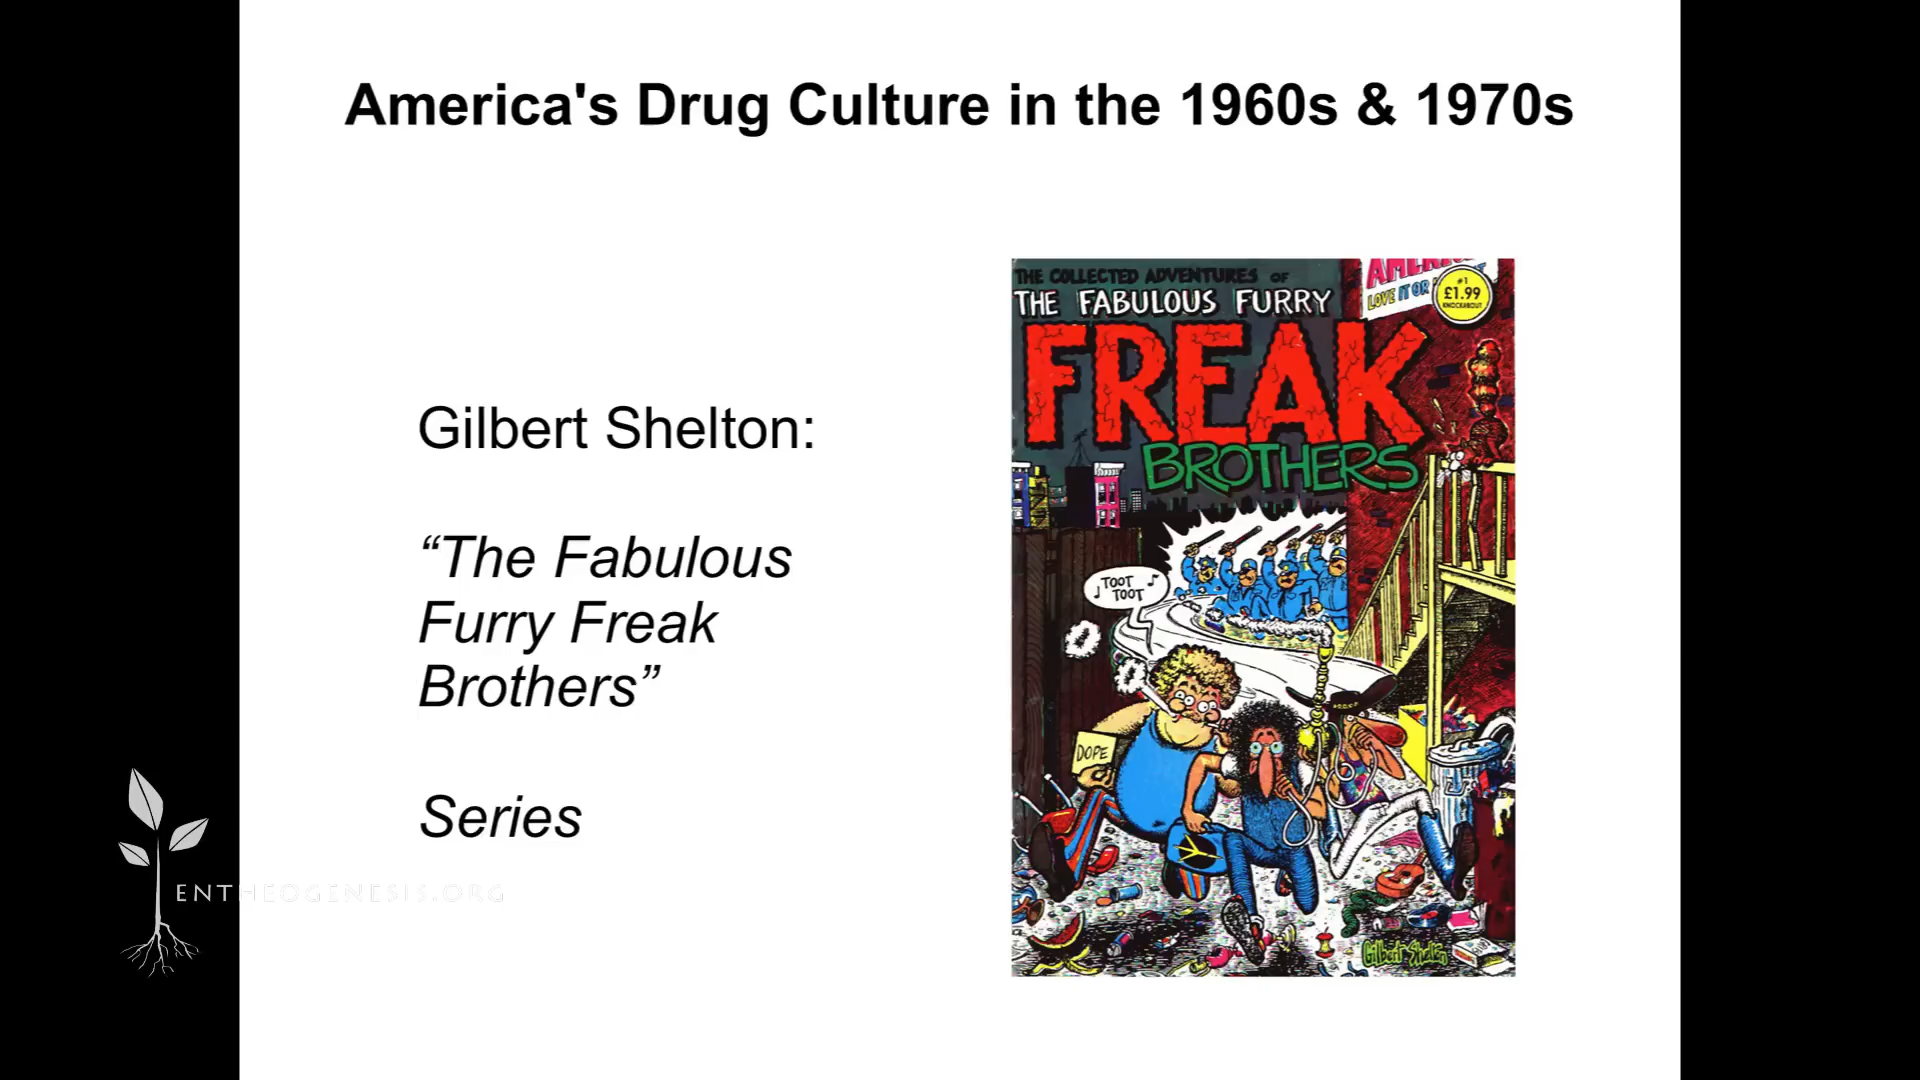 America's Drug Culture in the 1960s & 1970s
Gilbert Shelton:
“The Fabulous
Furry Freak
Brothers”
Series
THE COLLECTED ADVENTURES OF
THE FABULOUS FURRY
FREAK
BROTHERS
LOVE IT OR
#1
£1.99
KNOCKABOUT
TOOT
TOOT
DOPE
Gilbert Shelton
ENTHEOGENESIS.ORG